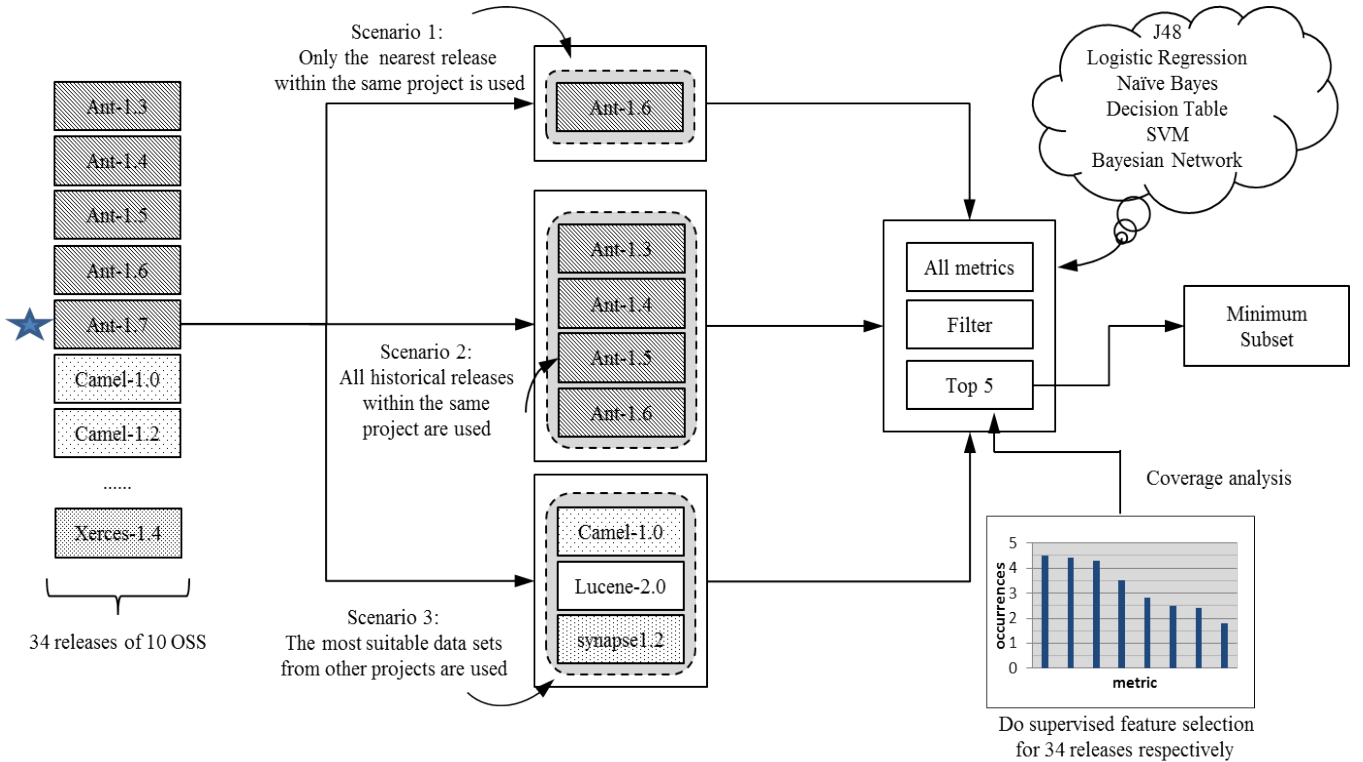 Ant-1.3
Ant-1.4
Ant-1.5
Ant-1.6
Ant-1.7
Camel-1.0
Camel-1.2
......
Xerces-1.4
34 releases of 10 OSS
Scenario 1:
Only the nearest release
within the same project is used
Ant-1.6
Scenario 2:
All historical releases
within the same
project are used
Ant-1.3
Ant-1.4
Ant-1.5
Ant-1.6
Scenario 3:
The most suitable data sets
from other projects are used
Camel-1.0
Lucene-2.0
synapse1.2
J48
Logistic Regression
Naïve Bayes
Decision Table
SVM
Bayesian Network
All metrics
Filter
Top 5
Minimum
Subset
Coverage analysis
5
4
3
2
1
0
occurrences
metric
Do supervised feature selection
for 34 releases respectively